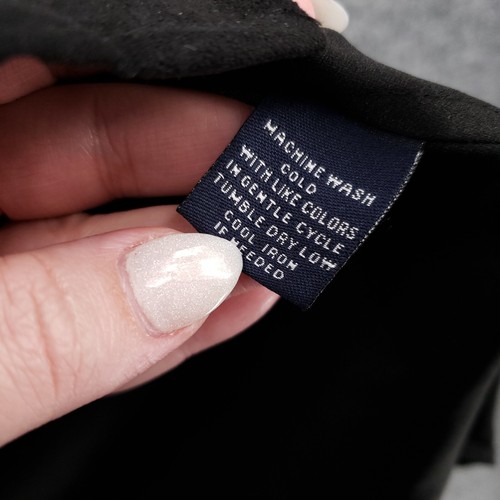 MACHINE WASH
COLD
WITH LIKE COLORS
IN GENTLE CYCLE
TUMBLE DRY LOW
COOL IRON
IF NEEDED